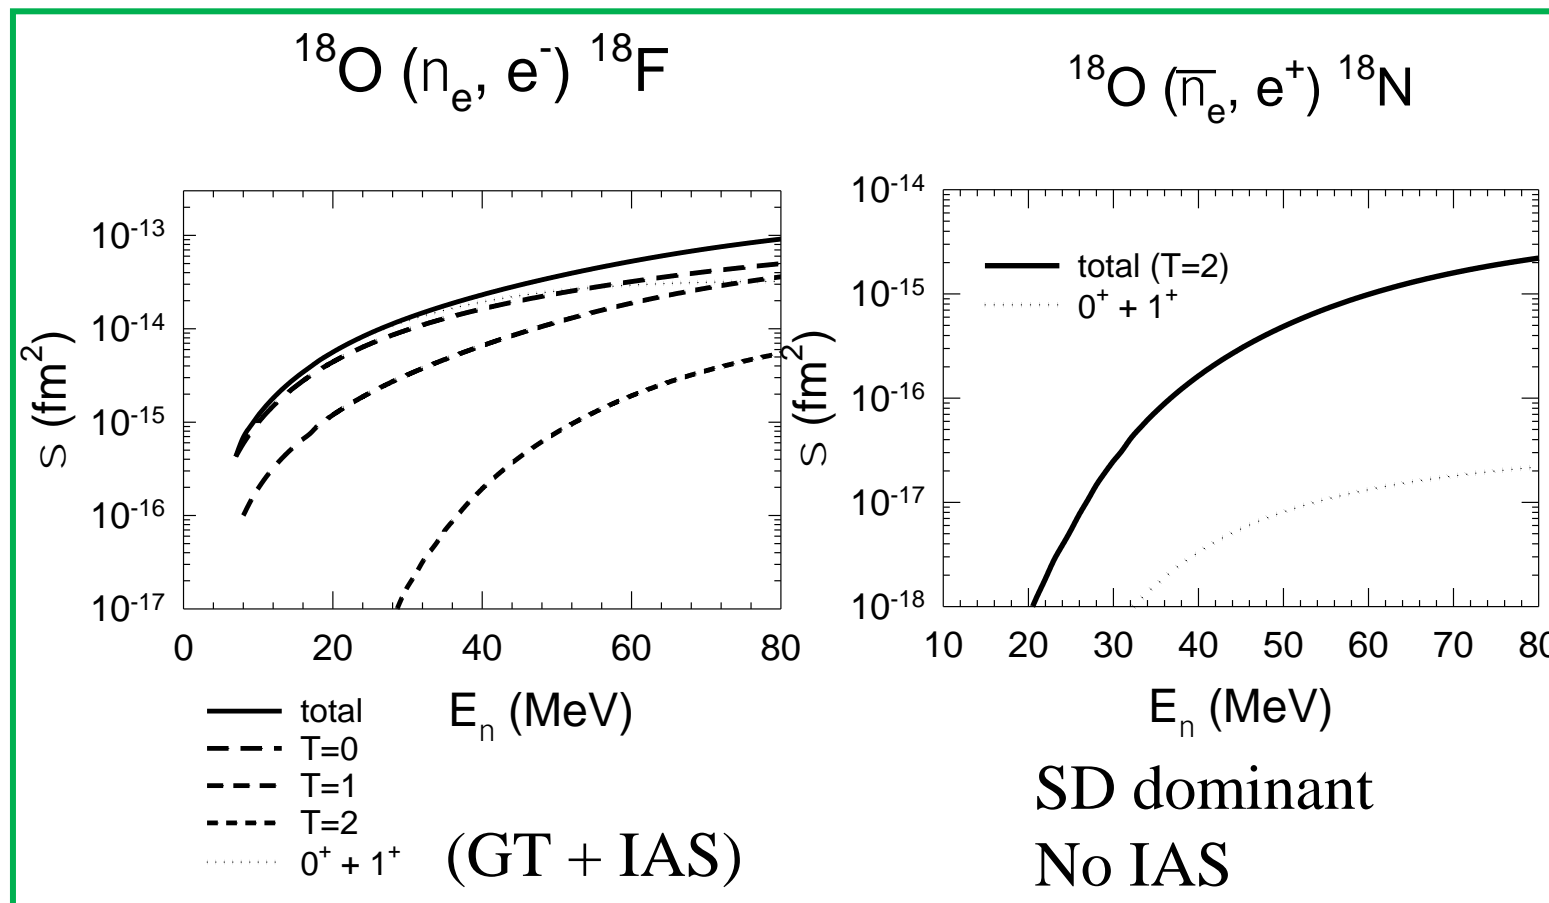 ¹⁸O (nₑ, e⁻) ¹⁸F
10⁻¹³
10⁻¹⁴
10⁻¹⁵
10⁻¹⁶
10⁻¹⁷
s (fm²)
0 20 40 60 80
Eₙ (MeV)
total
T=0
T=1
T=2
0⁺ + 1⁺
(GT + IAS)
¹⁸O (n̅ₑ, e⁺) ¹⁸N
10⁻¹⁴
10⁻¹⁵
10⁻¹⁶
10⁻¹⁷
10⁻¹⁸
s (fm²)
total (T=2)
0⁺ + 1⁺
10 20 30 40 50 60 70 80
Eₙ (MeV)
SD dominant
No IAS